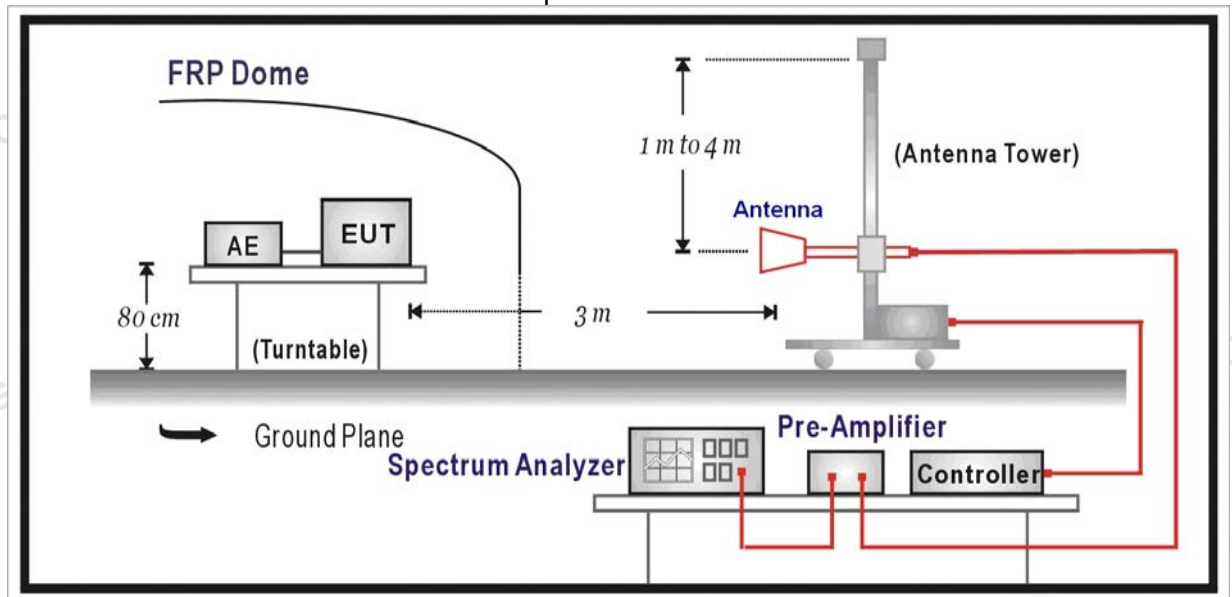 FRP Dome
1 m to 4 m
(Antenna Tower)
Antenna
AE
EUT
80 cm
3 m
(Turntable)
Ground Plane
Spectrum Analyzer
Pre-Amplifier
Controller